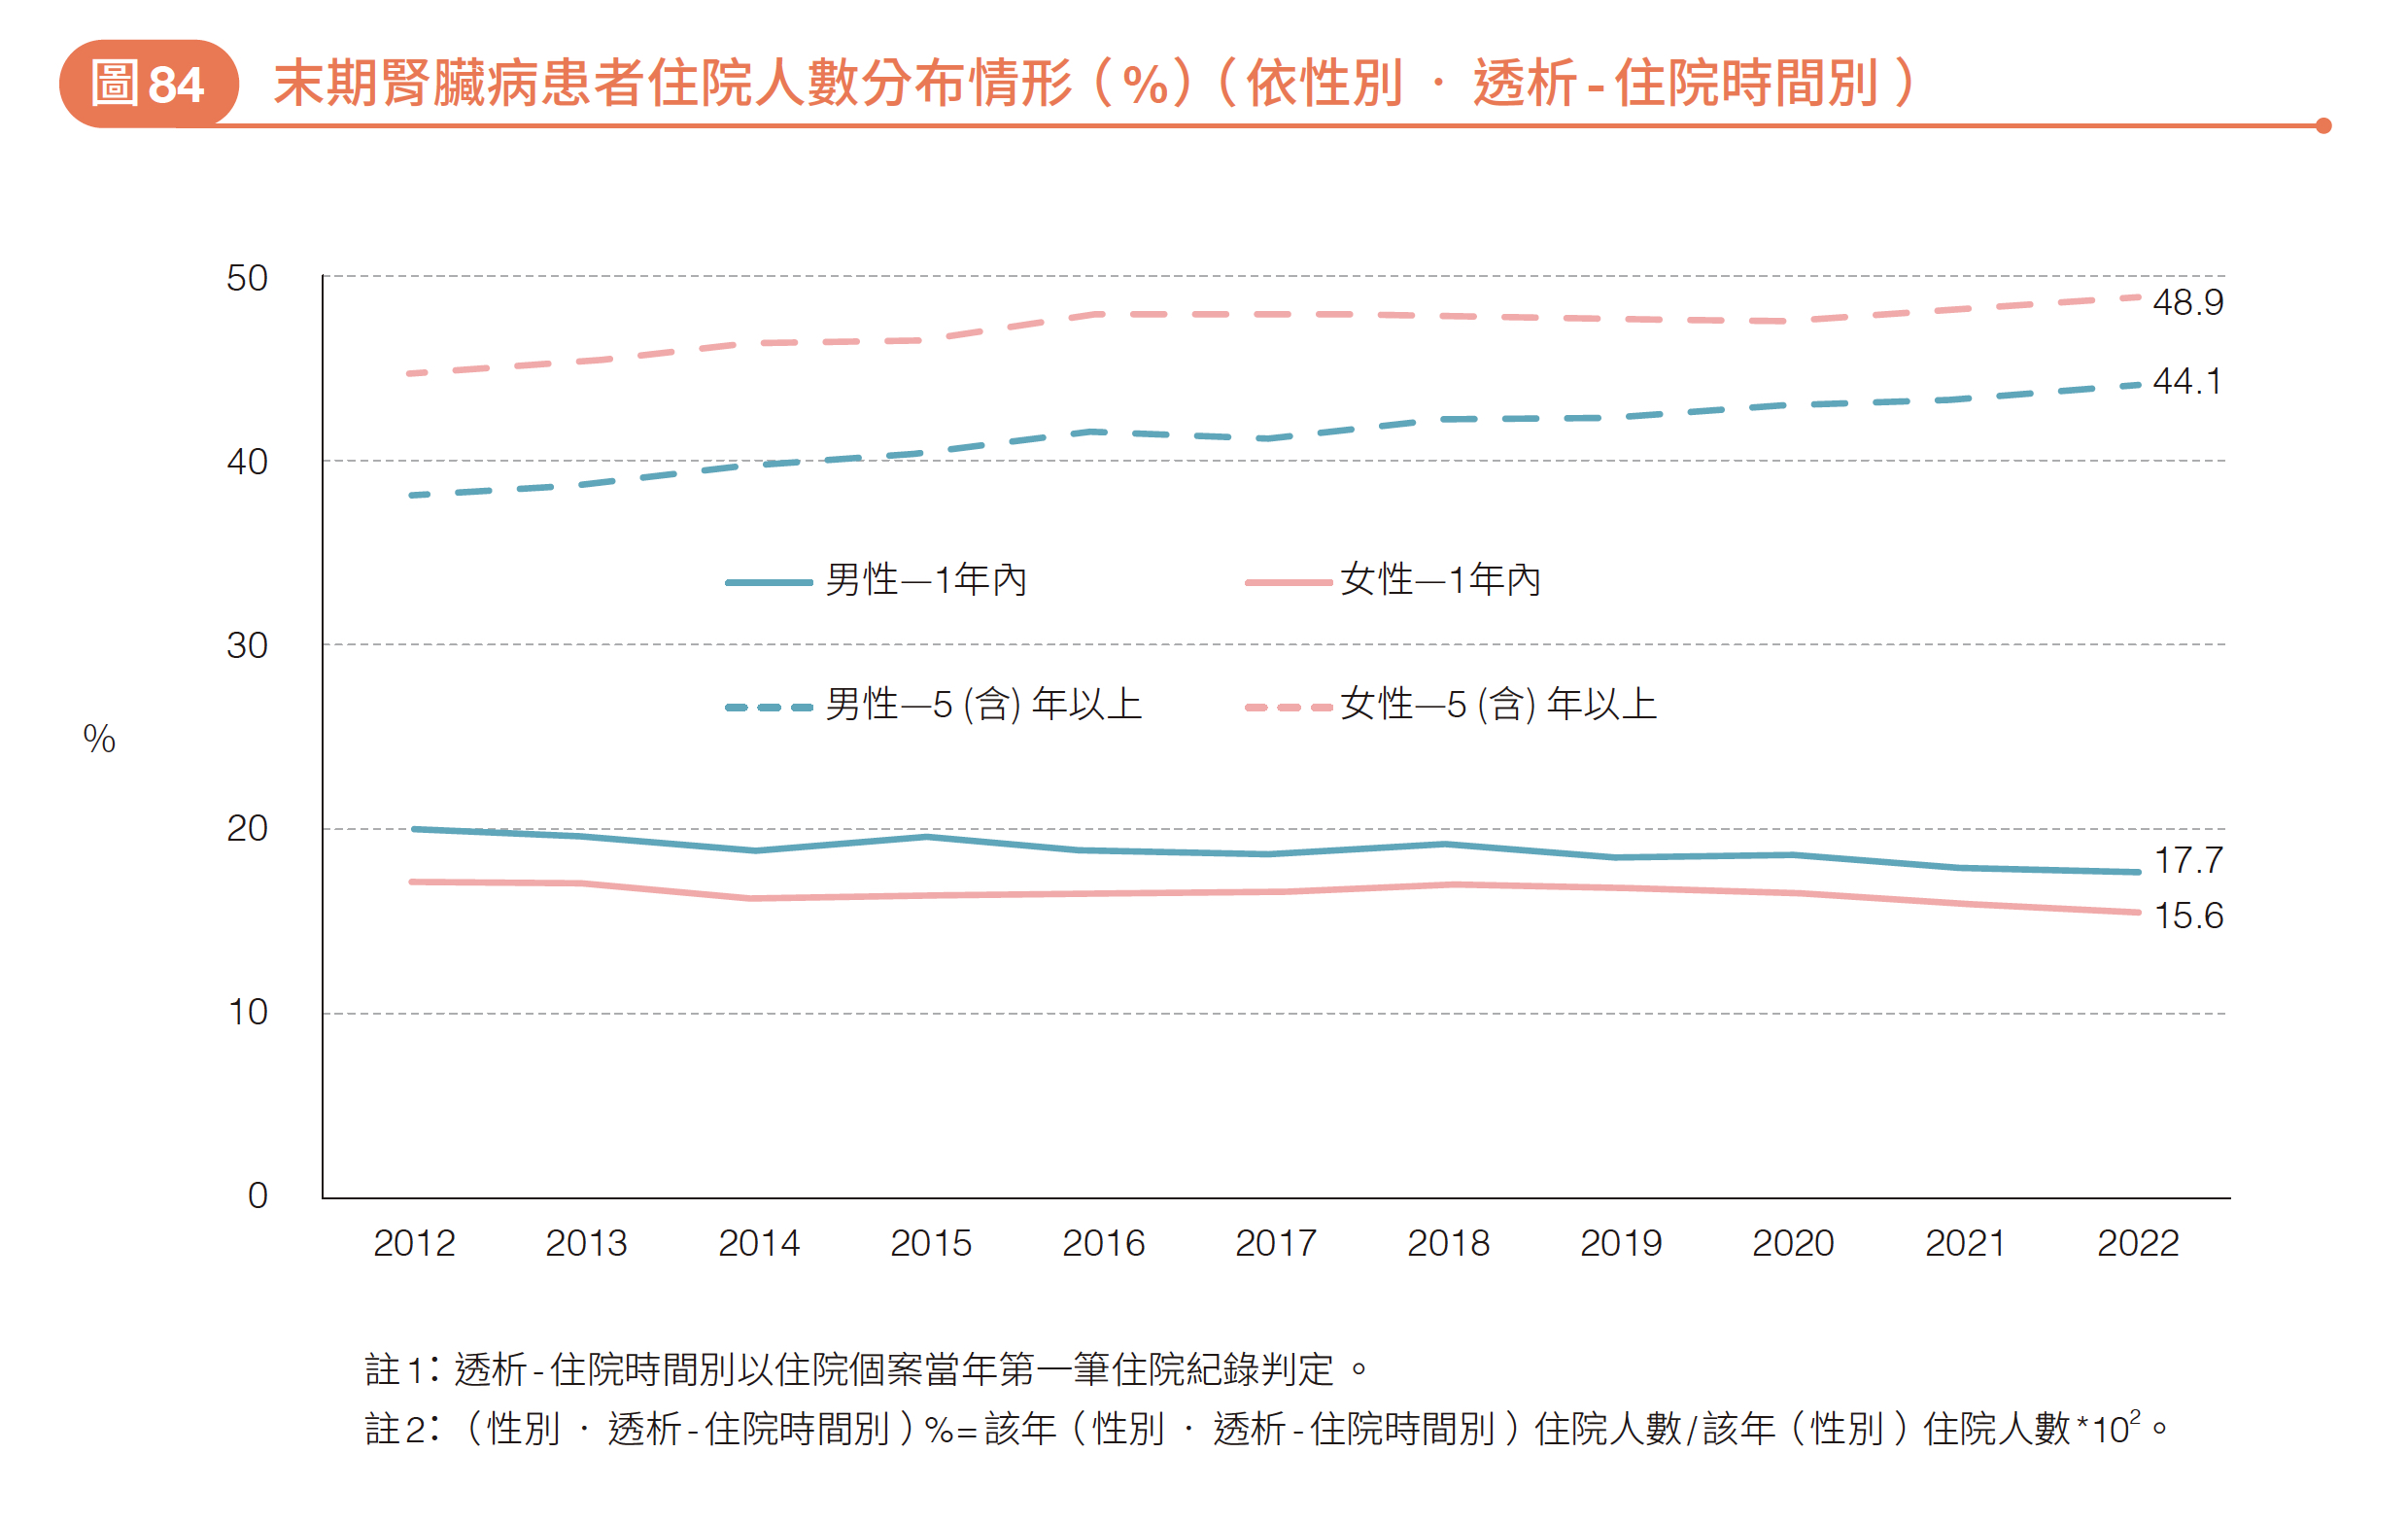 圖84 末期腎臟病患者住院人數分布情形（%）（依性別 · 透析-住院時間別）
50
48.9
44.1
40
男性—1年內 女性—1年內
30
男性—5 (含) 年以上 女性—5 (含) 年以上
%
20
17.7
15.6
10
0
2012 2013 2014 2015 2016 2017 2018 2019 2020 2021 2022
註1：透析-住院時間別以住院個案當年第一筆住院紀錄判定。
註2：（性別 · 透析-住院時間別）%=該年（性別 · 透析-住院時間別）住院人數/該年（性別）住院人數*10²。